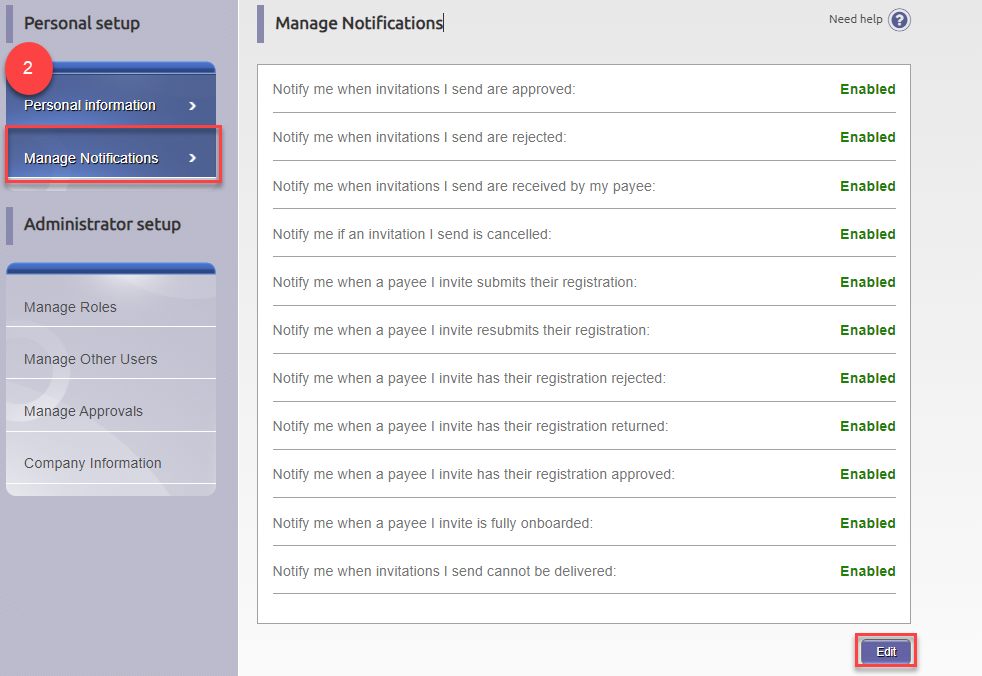 Personal setup
2
Personal information
Manage Notifications
Administrator setup
Manage Roles
Manage Other Users
Manage Approvals
Company Information
Manage Notifications
Need help ?
Notify me when invitations I send are approved: Enabled
Notify me when invitations I send are rejected: Enabled
Notify me when invitations I send are received by my payee: Enabled
Notify me if an invitation I send is cancelled: Enabled
Notify me when a payee I invite submits their registration: Enabled
Notify me when a payee I invite resubmits their registration: Enabled
Notify me when a payee I invite has their registration rejected: Enabled
Notify me when a payee I invite has their registration returned: Enabled
Notify me when a payee I invite has their registration approved: Enabled
Notify me when a payee I invite is fully onboarded: Enabled
Notify me when invitations I send cannot be delivered: Enabled
Edit